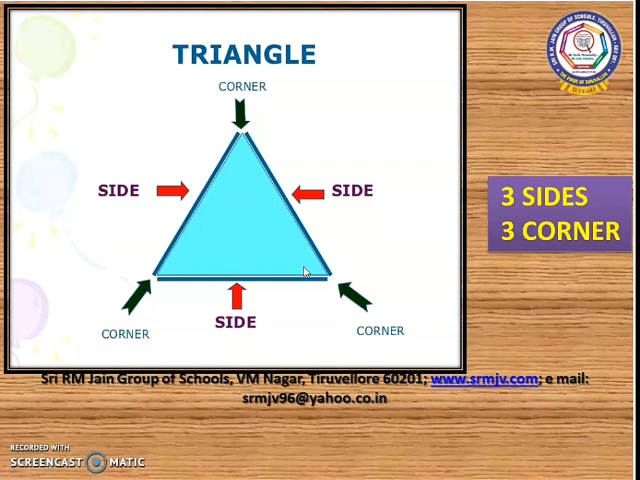 TRIANGLE
CORNER
SIDE
SIDE
CORNER
SIDE
CORNER
3 SIDES
3 CORNER
Sri RM Jain Group of Schools, VM Nagar, Tiruvellore 60201; www.srmjv.com; e mail:
srmjv96@yahoo.co.in
RECORDED WITH
SCREENCAST MATIC